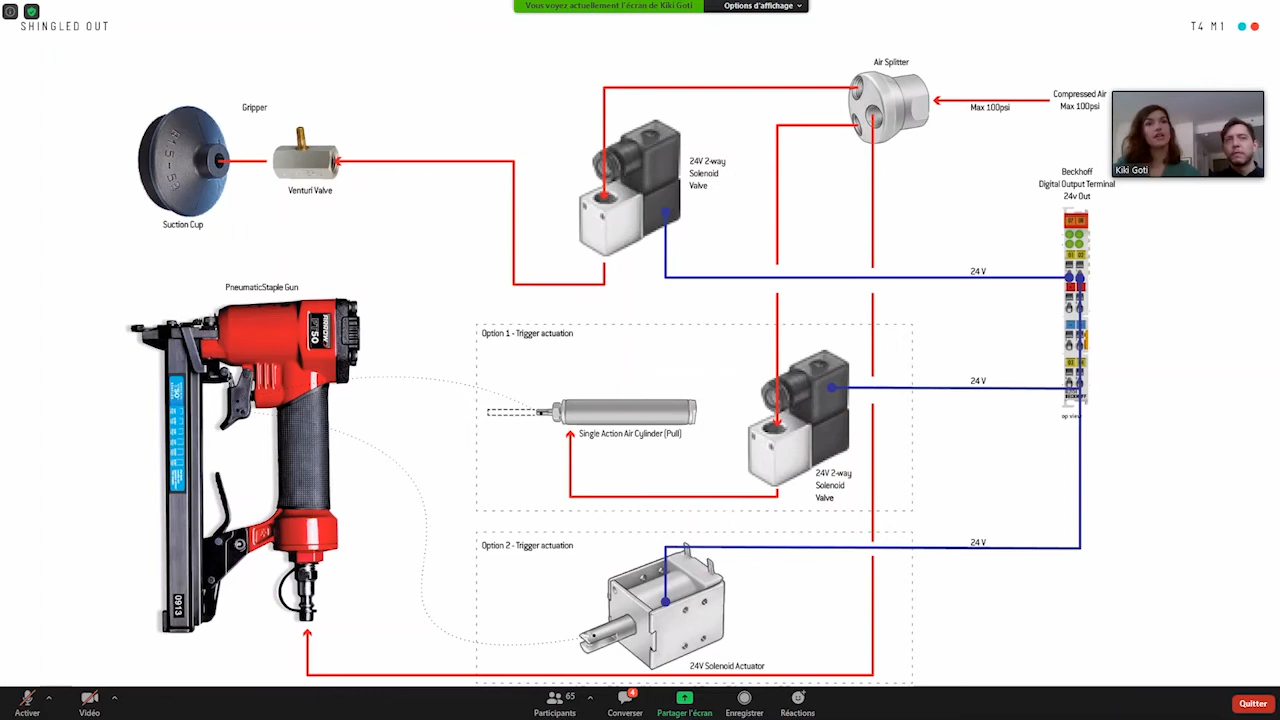 Vous voyez actuellement l'écran de Kiki Goti
Options d'affichage
SHINGLED OUT
T4 M1
Air Splitter
Compressed Air
Max 100psi
Max 100psi
Gripper
Kiki Goti
24V 2-way
Solenoid
Valve
Beckhoff
Digital Output Terminal
24v Out
Venturi Valve
Suction Cup
24 V
PneumaticStaple Gun
Option 1 - Trigger actuation
24 V
Single Action Air Cylinder (Pull)
24V 2-way
Solenoid
Valve
Option 2 - Trigger actuation
24 V
0913
24V Solenoid Actuator
Activer
Vidéo
65
Participants
4
Converser
Partager l'écran
Enregistrer
Réactions
Quitter